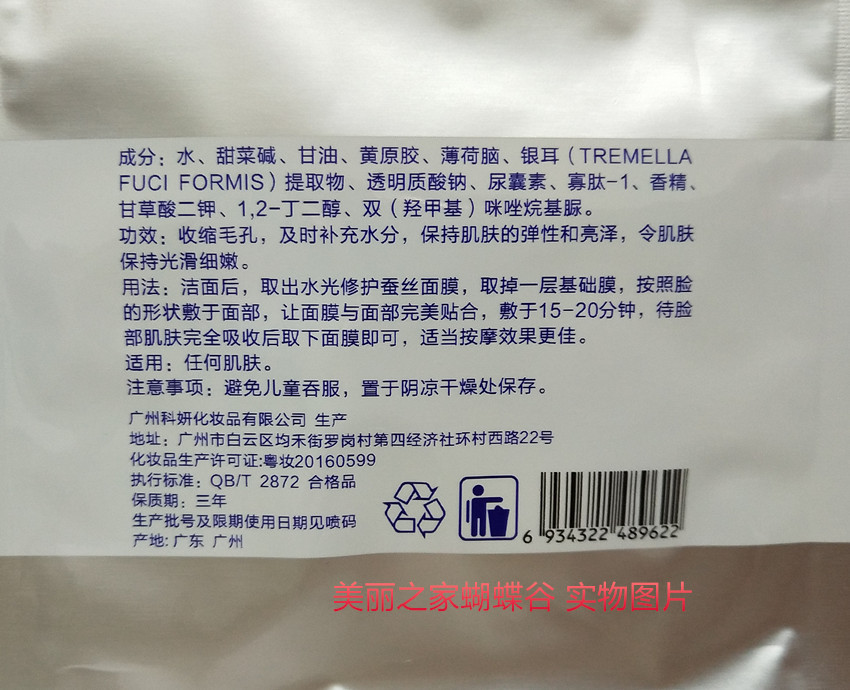 成分：水、甜菜碱、甘油、黄原胶、薄荷脑、银耳（TREMELLA
FUCI FORMIS）提取物、透明质酸钠、尿囊素、寡肽-1、香精、
甘草酸二钾、1,2-丁二醇、双（羟甲基）咪唑烷基脲。
功效：收缩毛孔，及时补充水分，保持肌肤的弹性和亮泽，令肌肤
保持光滑细嫩。
用法：洁面后，取出水光修护蚕丝面膜，取掉一层基础膜，按照脸
的形状敷于面部，让面膜与面部完美贴合，敷于15-20分钟，待脸
部肌肤完全吸收后取下面膜即可，适当按摩效果更佳。
适用：任何肌肤。
注意事项：避免儿童吞服，置于阴凉干燥处保存。
广州科妍化妆品有限公司 生产
地址：广州市白云区均禾街罗岗村第四经济社环村西路22号
化妆品生产许可证:粤妆20160599
执行标准：QB/T 2872 合格品
保质期：三年
生产批号及限期使用日期见喷码
产地:广东 广州
6 934322 489622
美丽之家蝴蝶谷 实物图片